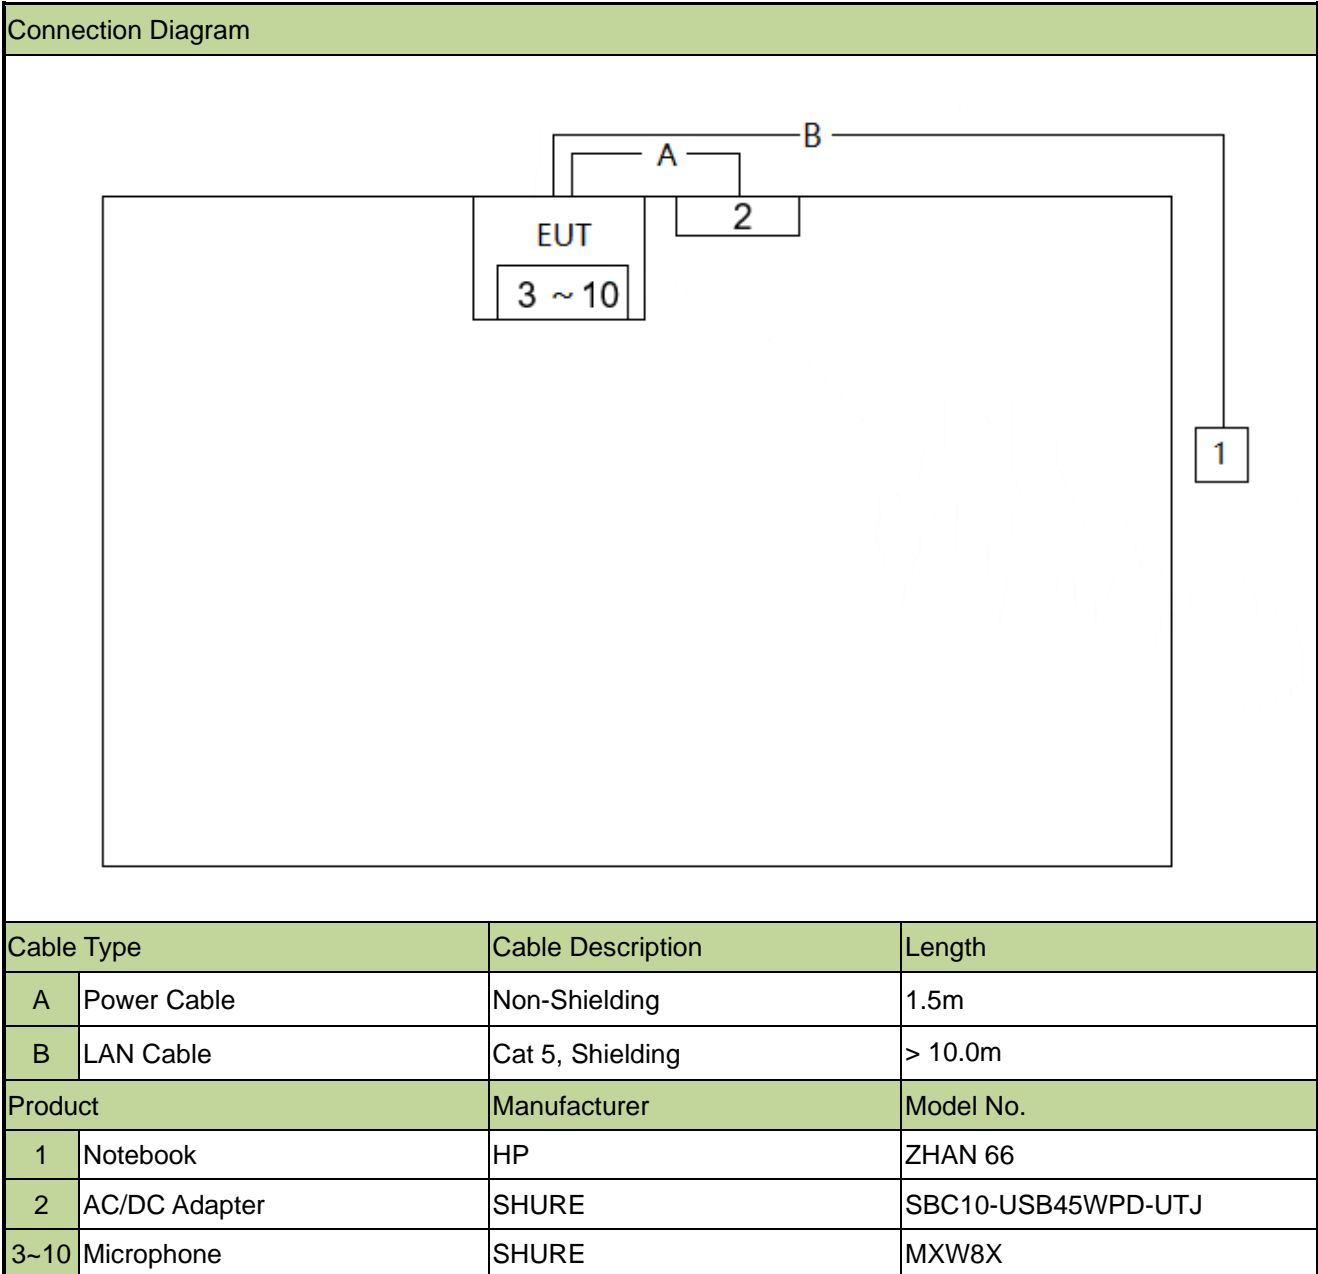 Connection Diagram
B
A
EUT
2
3 ~ 10
1
Cable Type Cable Description Length
A Power Cable Non-Shielding 1.5m
B LAN Cable Cat 5, Shielding > 10.0m
Product Manufacturer Model No.
1 Notebook HP ZHAN 66
2 AC/DC Adapter SHURE SBC10-USB45WPD-UTJ
3~10 Microphone SHURE MXW8X